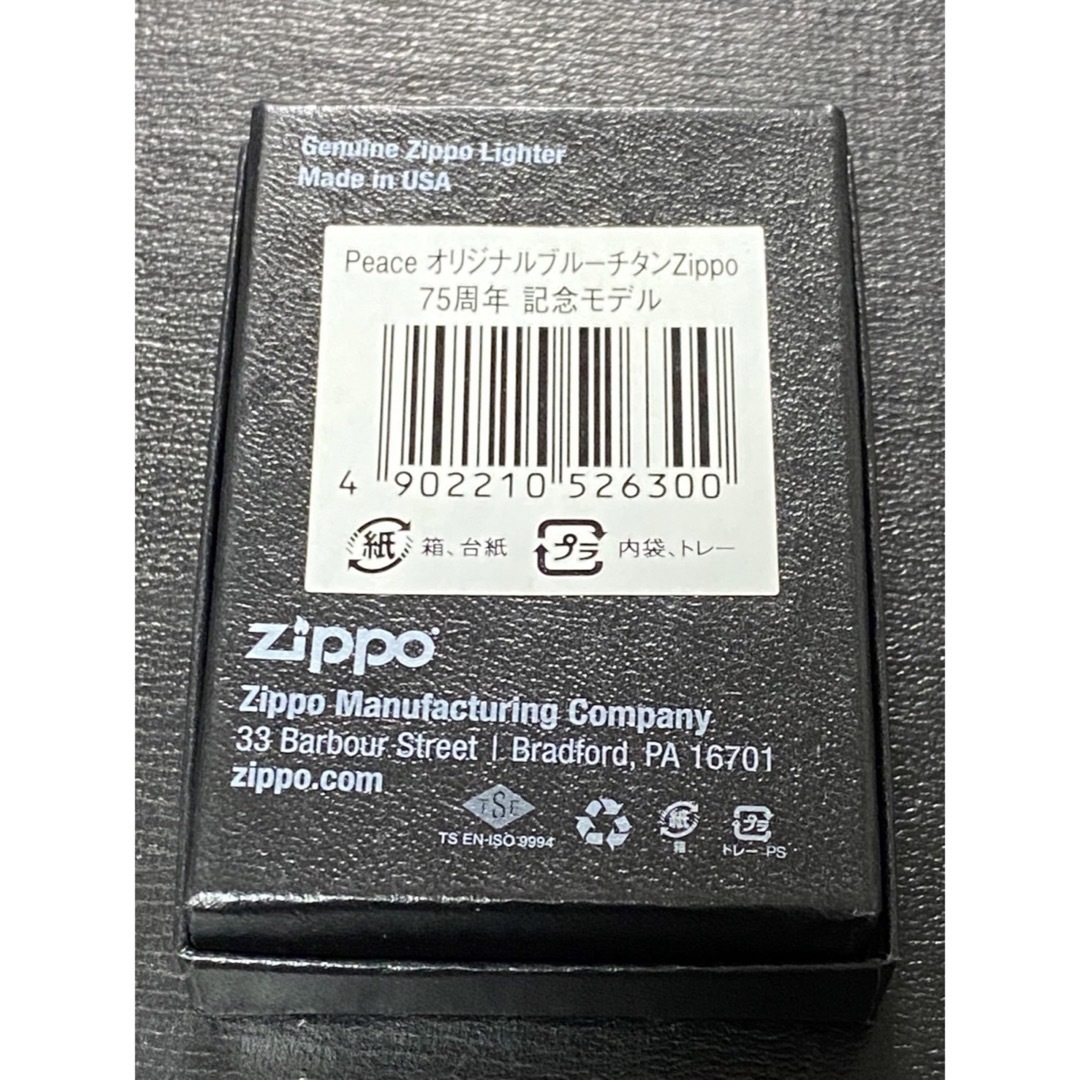 Genuine Zippo Lighter
Made in USA
Peace オリジナルブルーチタンZippo
75周年 記念モデル
4 902210 526300
紙 箱、台紙 プラ 内袋、トレー
zippo
Zippo Manufacturing Company
33 Barbour Street | Bradford, PA 16701
zippo.com
TSE
TS EN-ISO 9994
紙 箱
プラ トレー PS